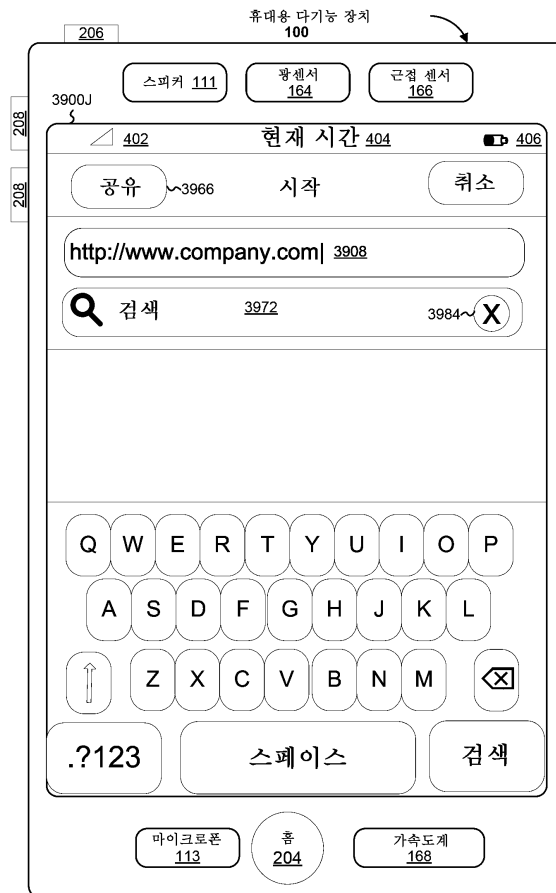 휴대용 다기능 장치
100
206
스피커 111
광센서
164
근접 센서
166
3900J
208
208
402
현재 시간 404
406
공유
3966
시작
취소
http://www.company.com 3908
검색
3972
3984
X
Q W E R T Y U I O P
A S D F G H J K L
Z X C V B N M
.?123
스페이스
검색
마이크로폰
113
홈
204
가속도계
168